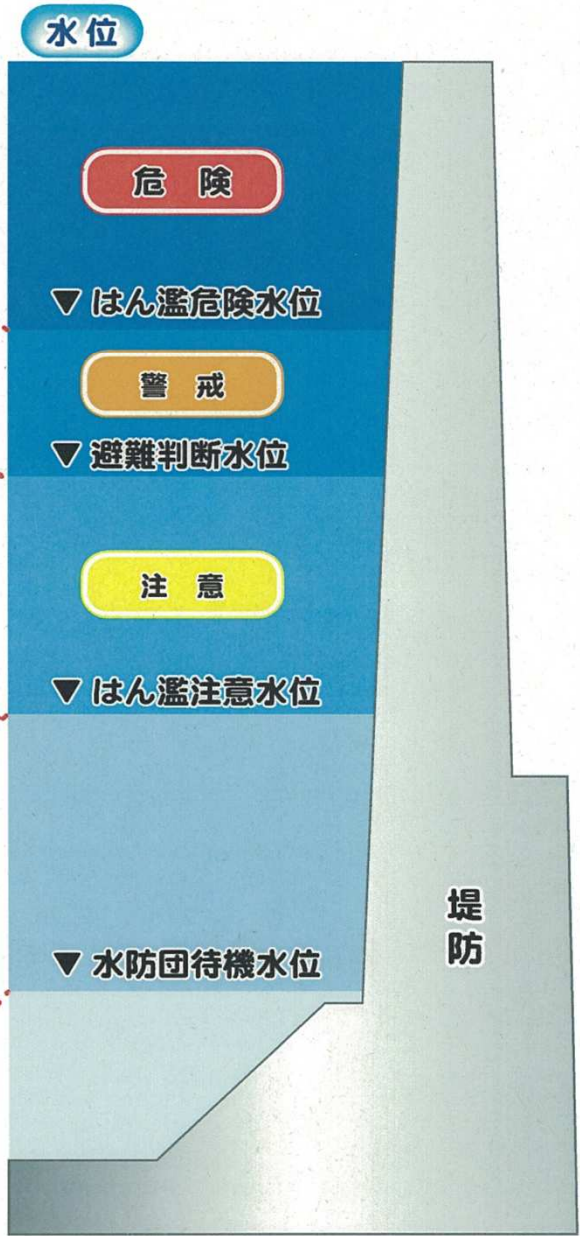 水位
危険
▼ はん濫危険水位
警戒
▼ 避難判断水位
注意
▼ はん濫注意水位
▼ 水防団待機水位
堤防